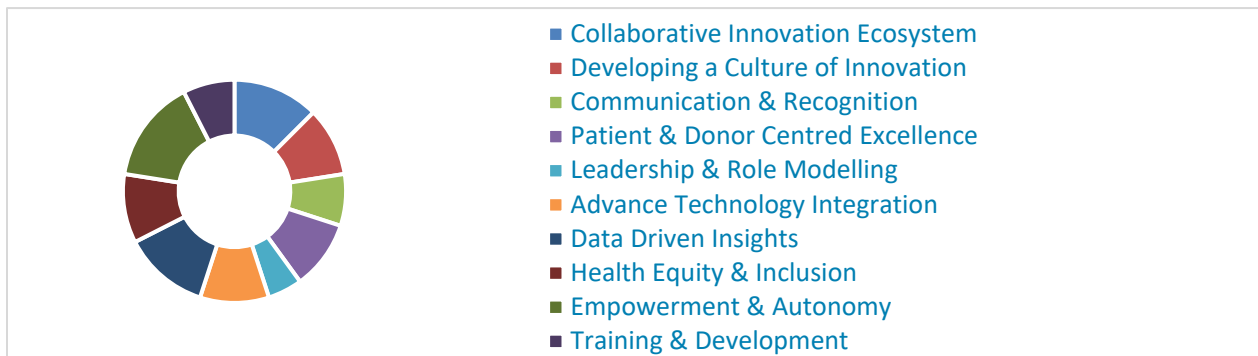 Collaborative Innovation Ecosystem
Developing a Culture of Innovation
Communication & Recognition
Patient & Donor Centred Excellence
Leadership & Role Modelling
Advance Technology Integration
Data Driven Insights
Health Equity & Inclusion
Empowerment & Autonomy
Training & Development